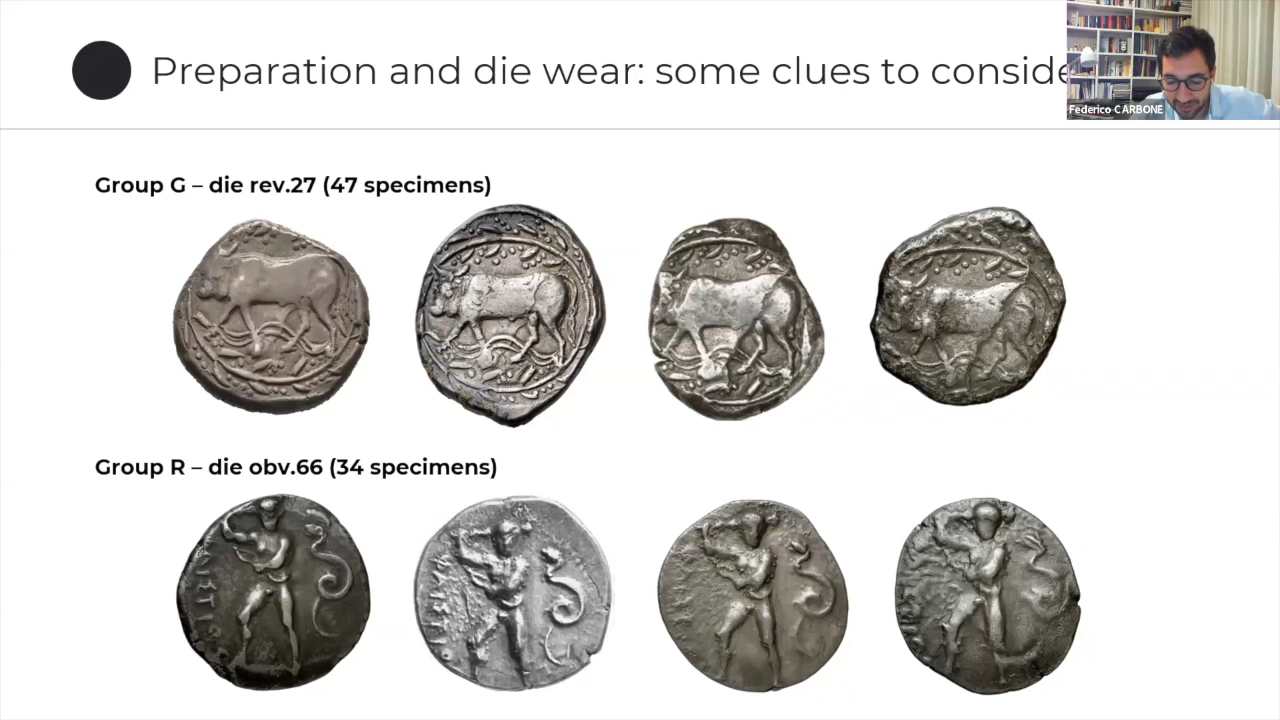 Preparation and die wear: some clues to conside
Federico CARBONE
Group G – die rev.27 (47 specimens)
Group R – die obv.66 (34 specimens)